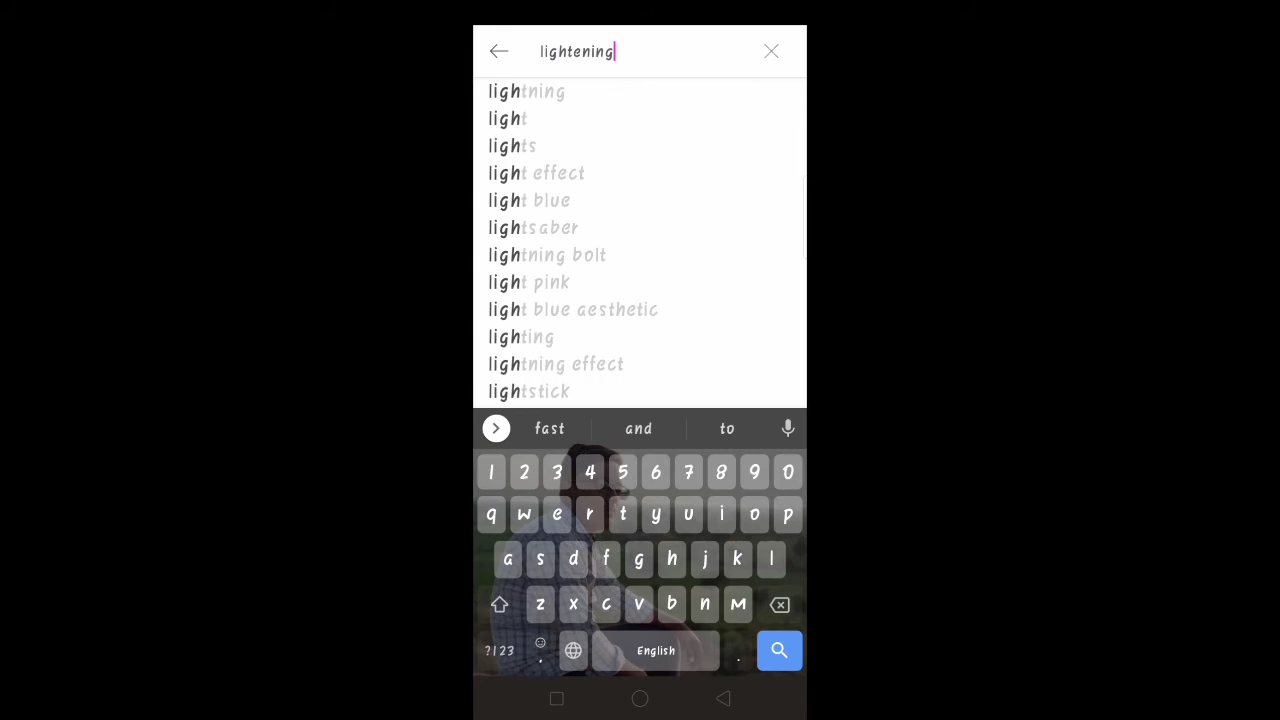 lightening
lightning
light
lights
light effect
light blue
lightsaber
lightning bolt
light pink
light blue aesthetic
lighting
lightning effect
lightstick
fast and to
1 2 3 4 5 6 7 8 9 0
q w e r t y u i o p
a s d f g h j k l
z x c v b n m
?123 , English .